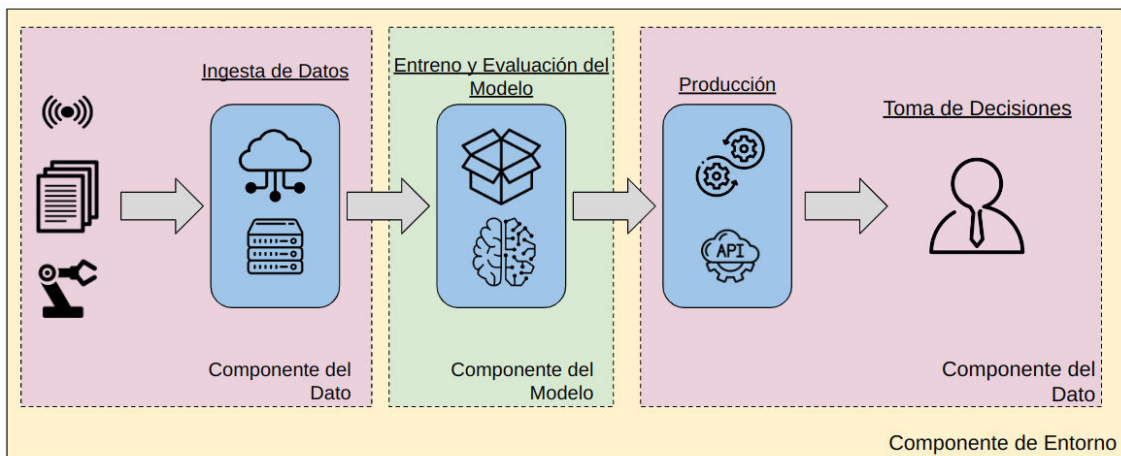 Ingesta de Datos
Entreno y Evaluación del
Modelo
Producción
Toma de Decisiones
API
Componente del
Dato
Componente del
Modelo
Componente del
Dato
Componente de Entorno